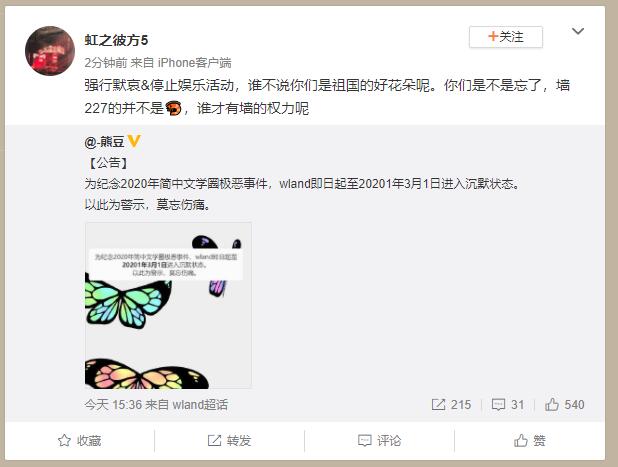 虹之彼方5
+关注
2分钟前 来自 iPhone客户端
强行默哀&停止娱乐活动，谁不说你们是祖国的好花朵呢。你们是不是忘了，墙
227的并不是，谁才有墙的权力呢
@-熊豆
【公告】
为纪念2020年简中文学圈极恶事件，wland即日起至20201年3月1日进入沉默状态。
以此为警示，莫忘伤痛。
为纪念2020年简中文学圈极恶事件，wland即日起至
20201年3月1日进入沉默状态。
以此为警示，莫忘伤痛。
今天 15:36 来自 wland超话
215
31
540
收藏
转发
评论
赞